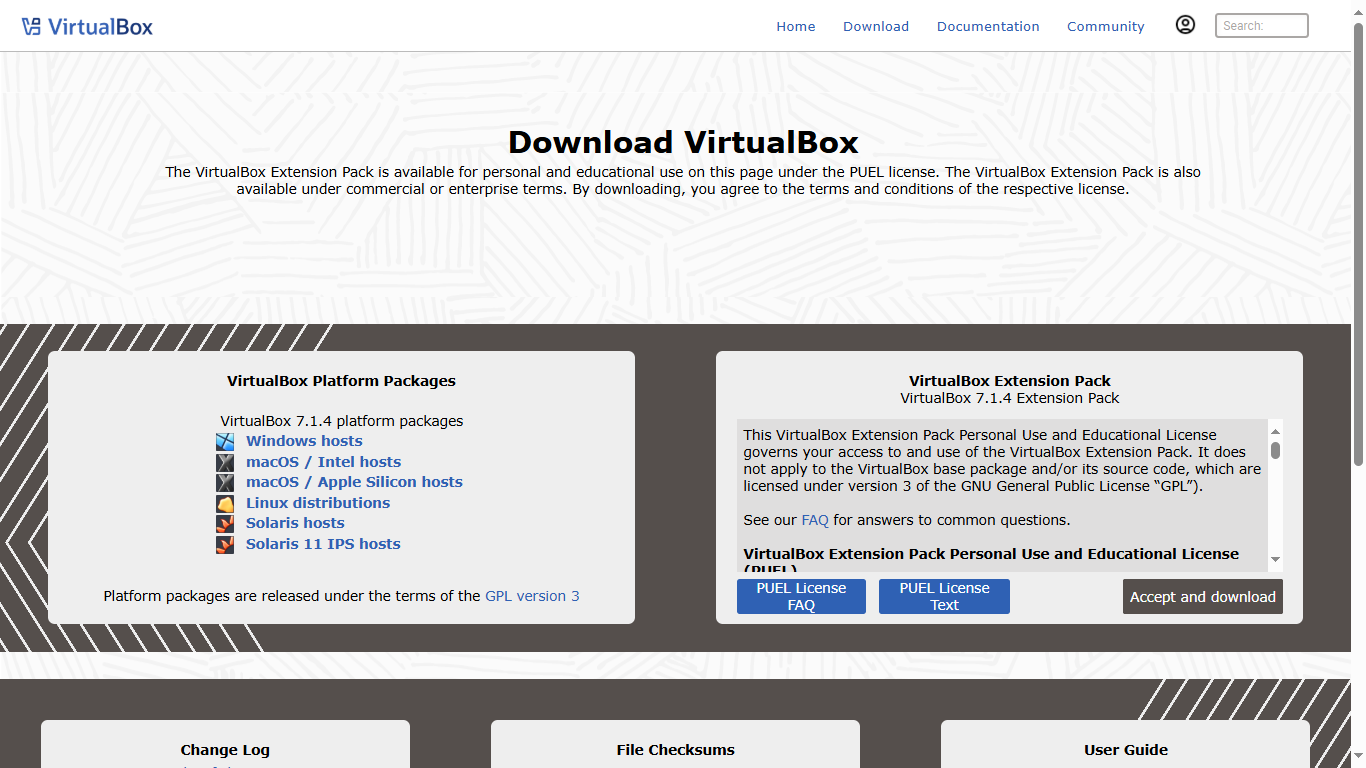 VirtualBox
Home
Download
Documentation
Community
Search:
Download VirtualBox
The VirtualBox Extension Pack is available for personal and educational use on this page under the PUEL license. The VirtualBox Extension Pack is also
available under commercial or enterprise terms. By downloading, you agree to the terms and conditions of the respective license.
VirtualBox Platform Packages
VirtualBox 7.1.4 platform packages
Windows hosts
macOS / Intel hosts
macOS / Apple Silicon hosts
Linux distributions
Solaris hosts
Solaris 11 IPS hosts
Platform packages are released under the terms of the GPL version 3
VirtualBox Extension Pack
VirtualBox 7.1.4 Extension Pack
This VirtualBox Extension Pack Personal Use and Educational License
governs your access to and use of the VirtualBox Extension Pack. It does
not apply to the VirtualBox base package and/or its source code, which are
licensed under version 3 of the GNU General Public License “GPL”).
See our FAQ for answers to common questions.
VirtualBox Extension Pack Personal Use and Educational License
(PUEL)
PUEL License
FAQ
PUEL License
Text
Accept and download
Change Log
File Checksums
User Guide